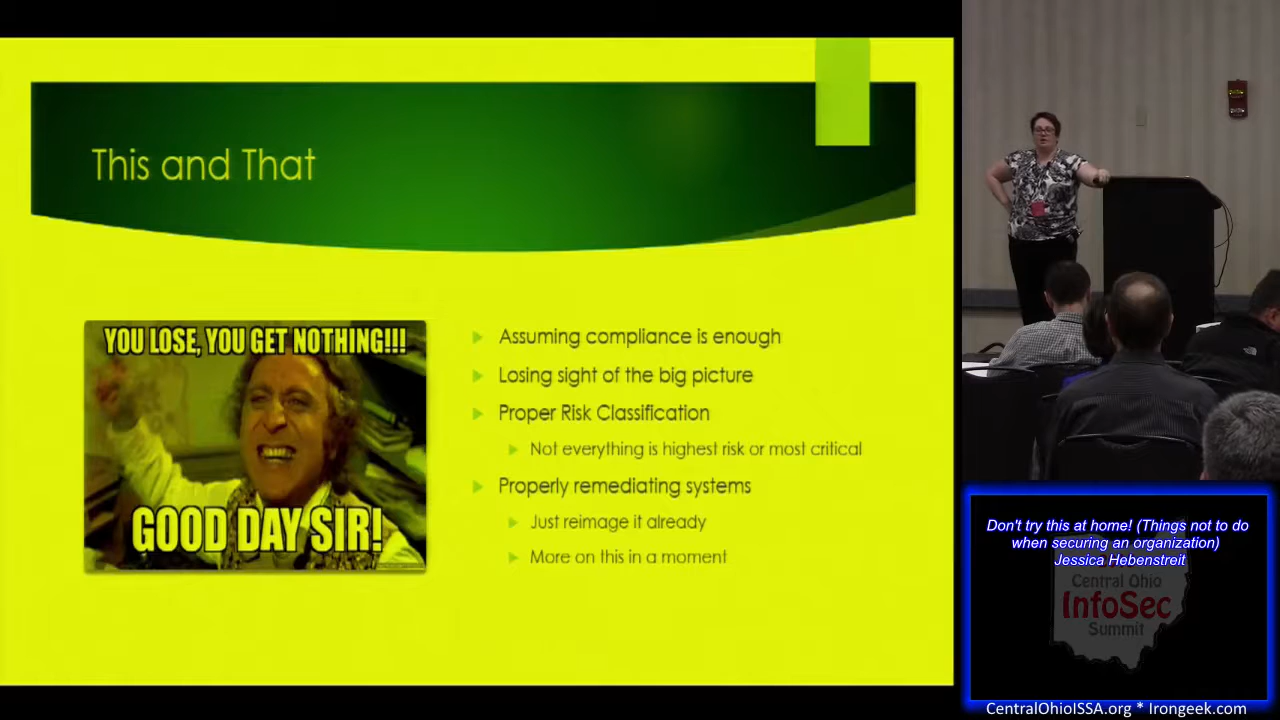 This and That
YOU LOSE, YOU GET NOTHING!!!
GOOD DAY SIR!
Assuming compliance is enough
Losing sight of the big picture
Proper Risk Classification
Not everything is highest risk or most critical
Properly remediating systems
Just reimage it already
More on this in a moment
Don't try this at home! (Things not to do
when securing an organization)
Jessica Hebenstreit
Central Ohio
InfoSec
Summit
CentralOhioISSA.org * Irongeek.com